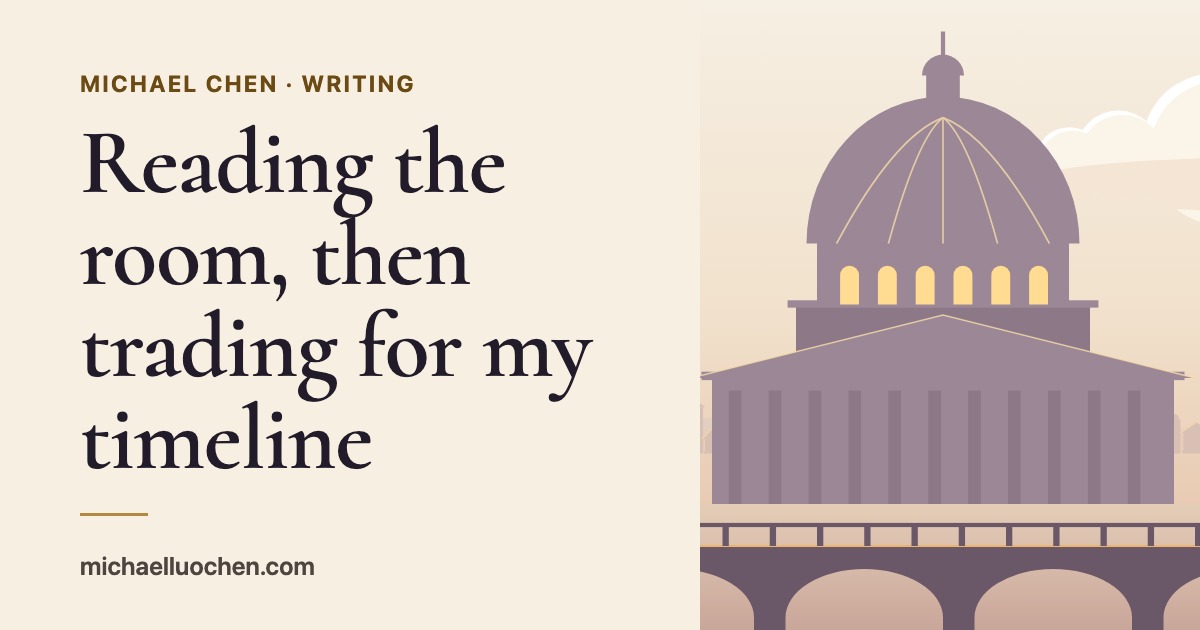 MICHAEL CHEN · WRITING
Reading the
room, then
trading for my
timeline
michaelluochen.com